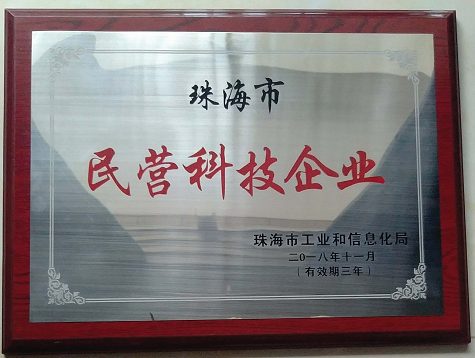 珠海市
民营科技企业
珠海市工业和信息化局
二〇一八年十一月
（有效期三年）